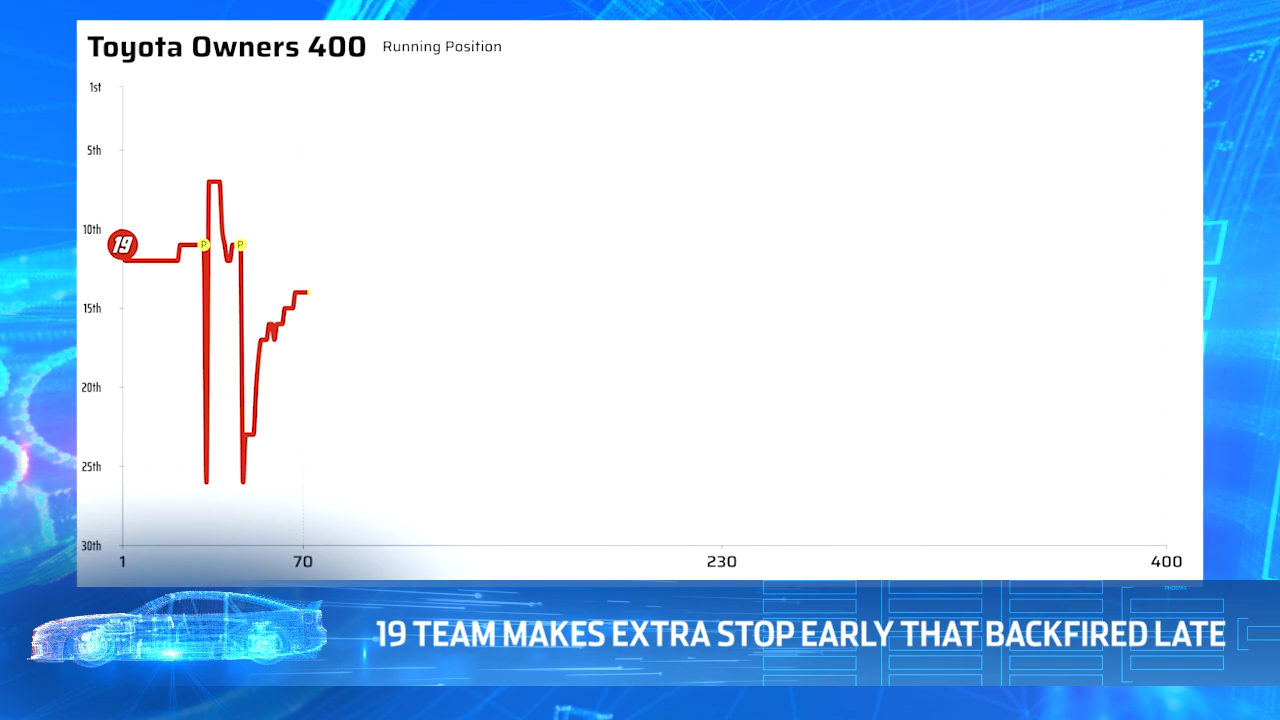 Toyota Owners 400 Running Position
1st
5th
10th
19
P P
15th
20th
25th
30th
1 70 230 400
19 TEAM MAKES EXTRA STOP EARLY THAT BACKFIRED LATE